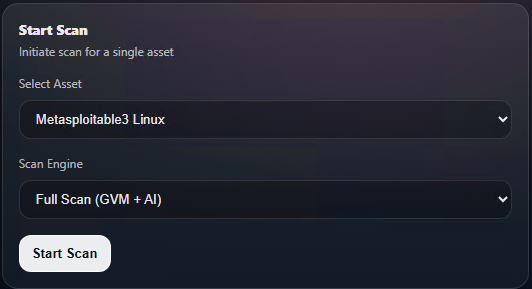 Start Scan
Initiate scan for a single asset
Select Asset
Metasploitable3 Linux
Scan Engine
Full Scan (GVM + AI)
Start Scan